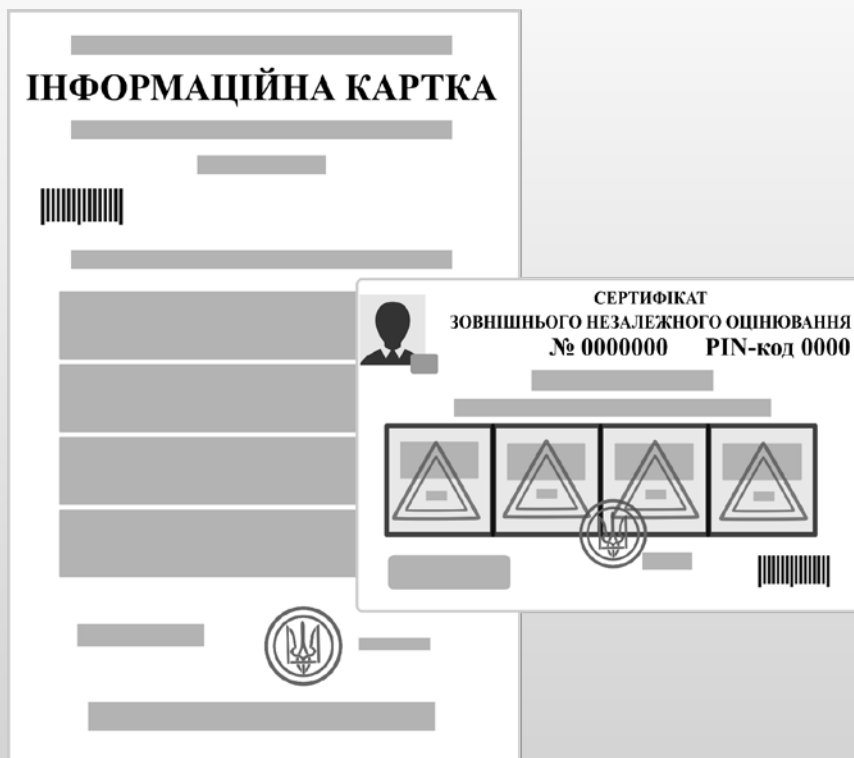 ІНФОРМАЦІЙНА КАРТКА
СЕРТИФІКАТ
ЗОВНІШНЬОГО НЕЗАЛЕЖНОГО ОЦІНЮВАННЯ
№ 0000000 PIN-код 0000